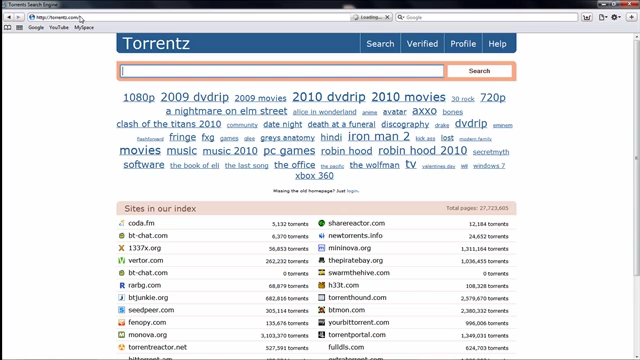 Torrentz Search Engine
http://torrentz.com/
Loading...
Google
Google YouTube MySpace
Torrentz
Search Verified Profile Help
Search
1080p 2009 dvdrip 2009 movies 2010 dvdrip 2010 movies 30 rock 720p
a nightmare on elm street alice in wonderland anime avatar axxo bones
clash of the titans 2010 community date night death at a funeral discography drake dvdrip eminem
flashforward fringe fxg games glee greys anatomy hindi iron man 2 kick ass lost modern family
movies music music 2010 pc games robin hood robin hood 2010 secretmyth
software the book of eli the last song the office the pacific the wolfman tv valentines day wii windows 7
xbox 360
Missing the old homepage? Just login.
Sites in our index Total pages: 27,723,605
coda.fm 5,132 torrents sharereactor.com 12,184 torrents
bt-chat.com 6,370 torrents newtorrents.info 24,652 torrents
1337x.org 56,853 torrents mininova.org 1,311,164 torrents
vertor.com 262,232 torrents thepiratebay.org 1,036,455 torrents
bt-chat.com 0 torrents swarmthehive.com 0 torrents
rarbg.com 68,879 torrents h33t.com 108,328 torrents
btjunkie.org 682,816 torrents torrenthound.com 2,579,670 torrents
seedpeer.com 305,114 torrents btmon.com 2,380,332 torrents
fenopy.com 135,676 torrents yourbittorrent.com 996,006 torrents
monova.org 3,103,370 torrents torrentportal.com 1,349,031 torrents
torrentreactor.net 527,591 torrents fulldls.com 624,703 torrents